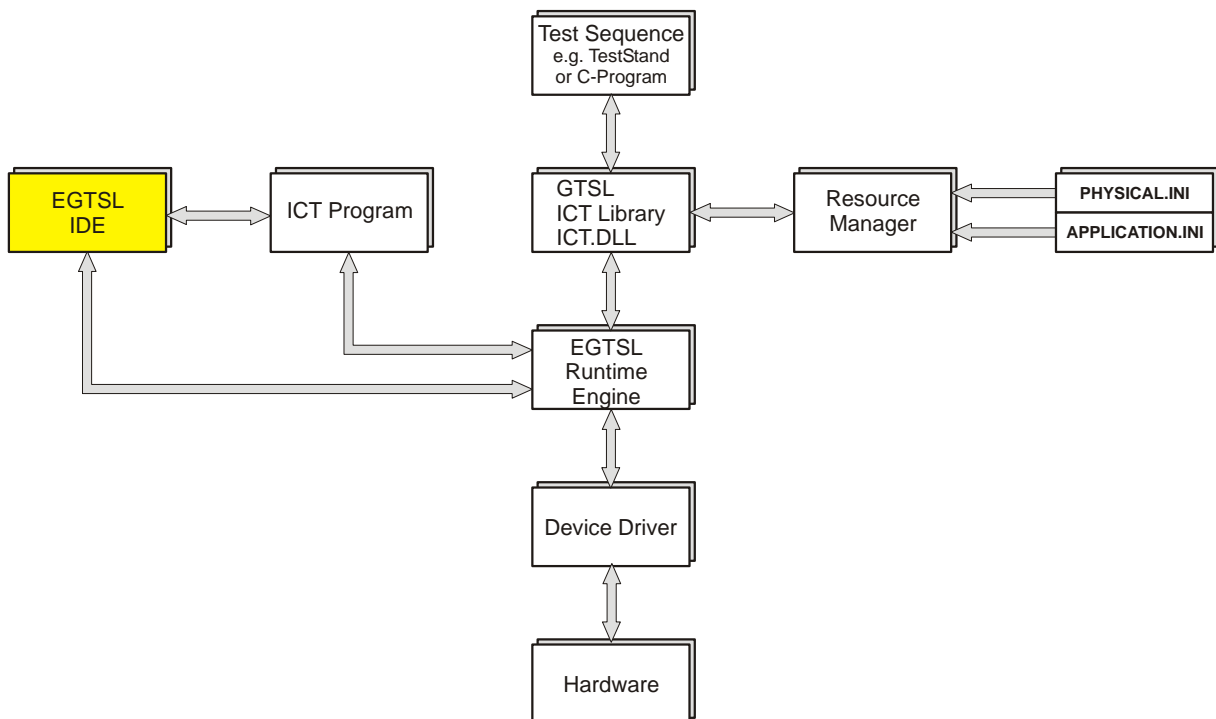 Test Sequence
e.g. TestStand
or C-Program
EGTSL
IDE
ICT Program
GTSL
ICT Library
ICT.DLL
Resource
Manager
PHYSICAL.INI
APPLICATION.INI
EGTSL
Runtime
Engine
Device Driver
Hardware